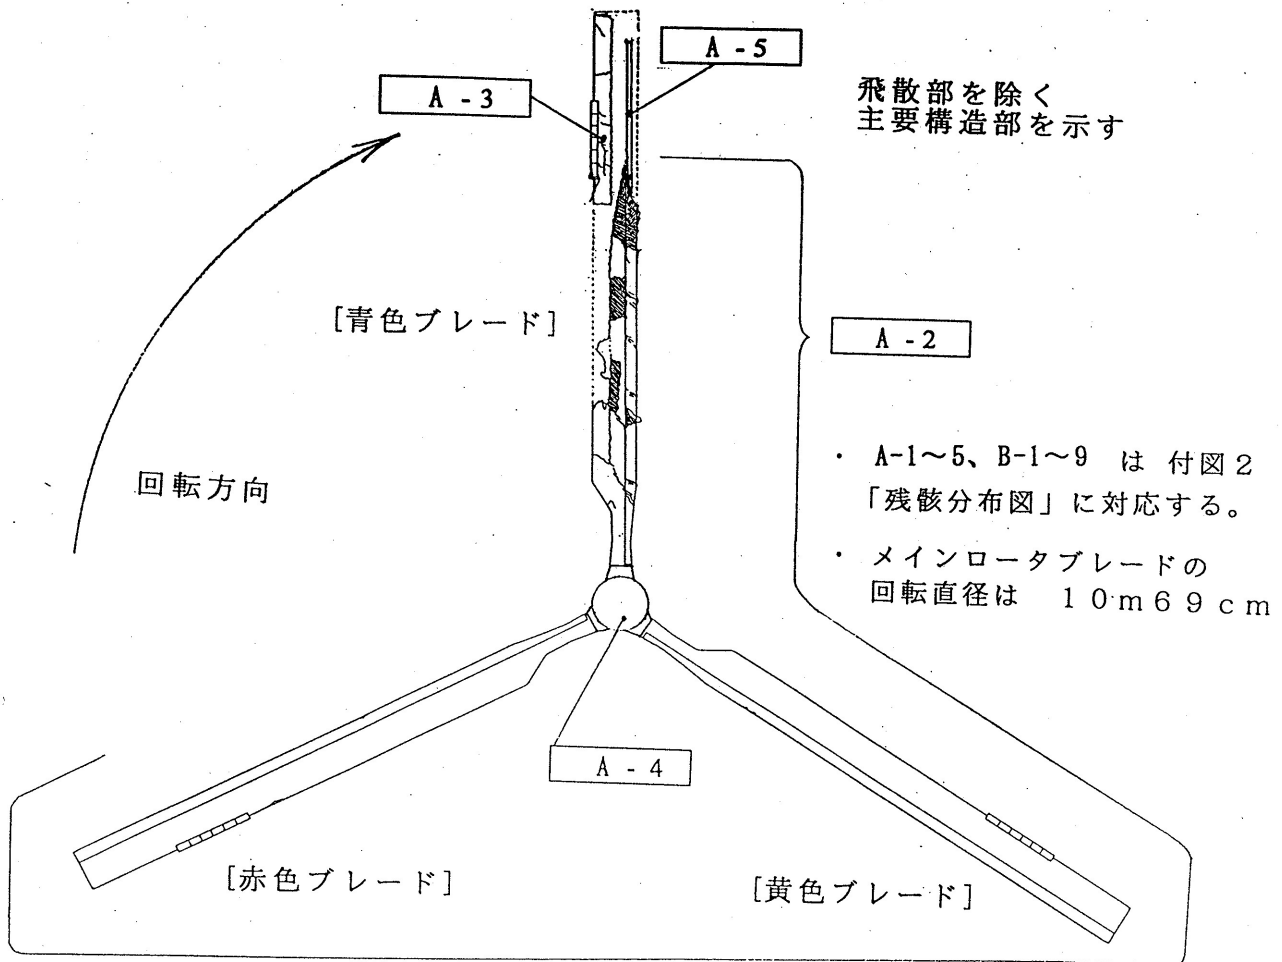 A - 5
A - 3
飛散部を除く
主要構造部を示す
[青色ブレード]
A - 2
回転方向
・ A-1～5、B-1～9 は 付図2
「残骸分布図」に対応する。
・ メインロータブレードの
回転直径は 10m69cm
A - 4
[赤色ブレード]
[黄色ブレード]